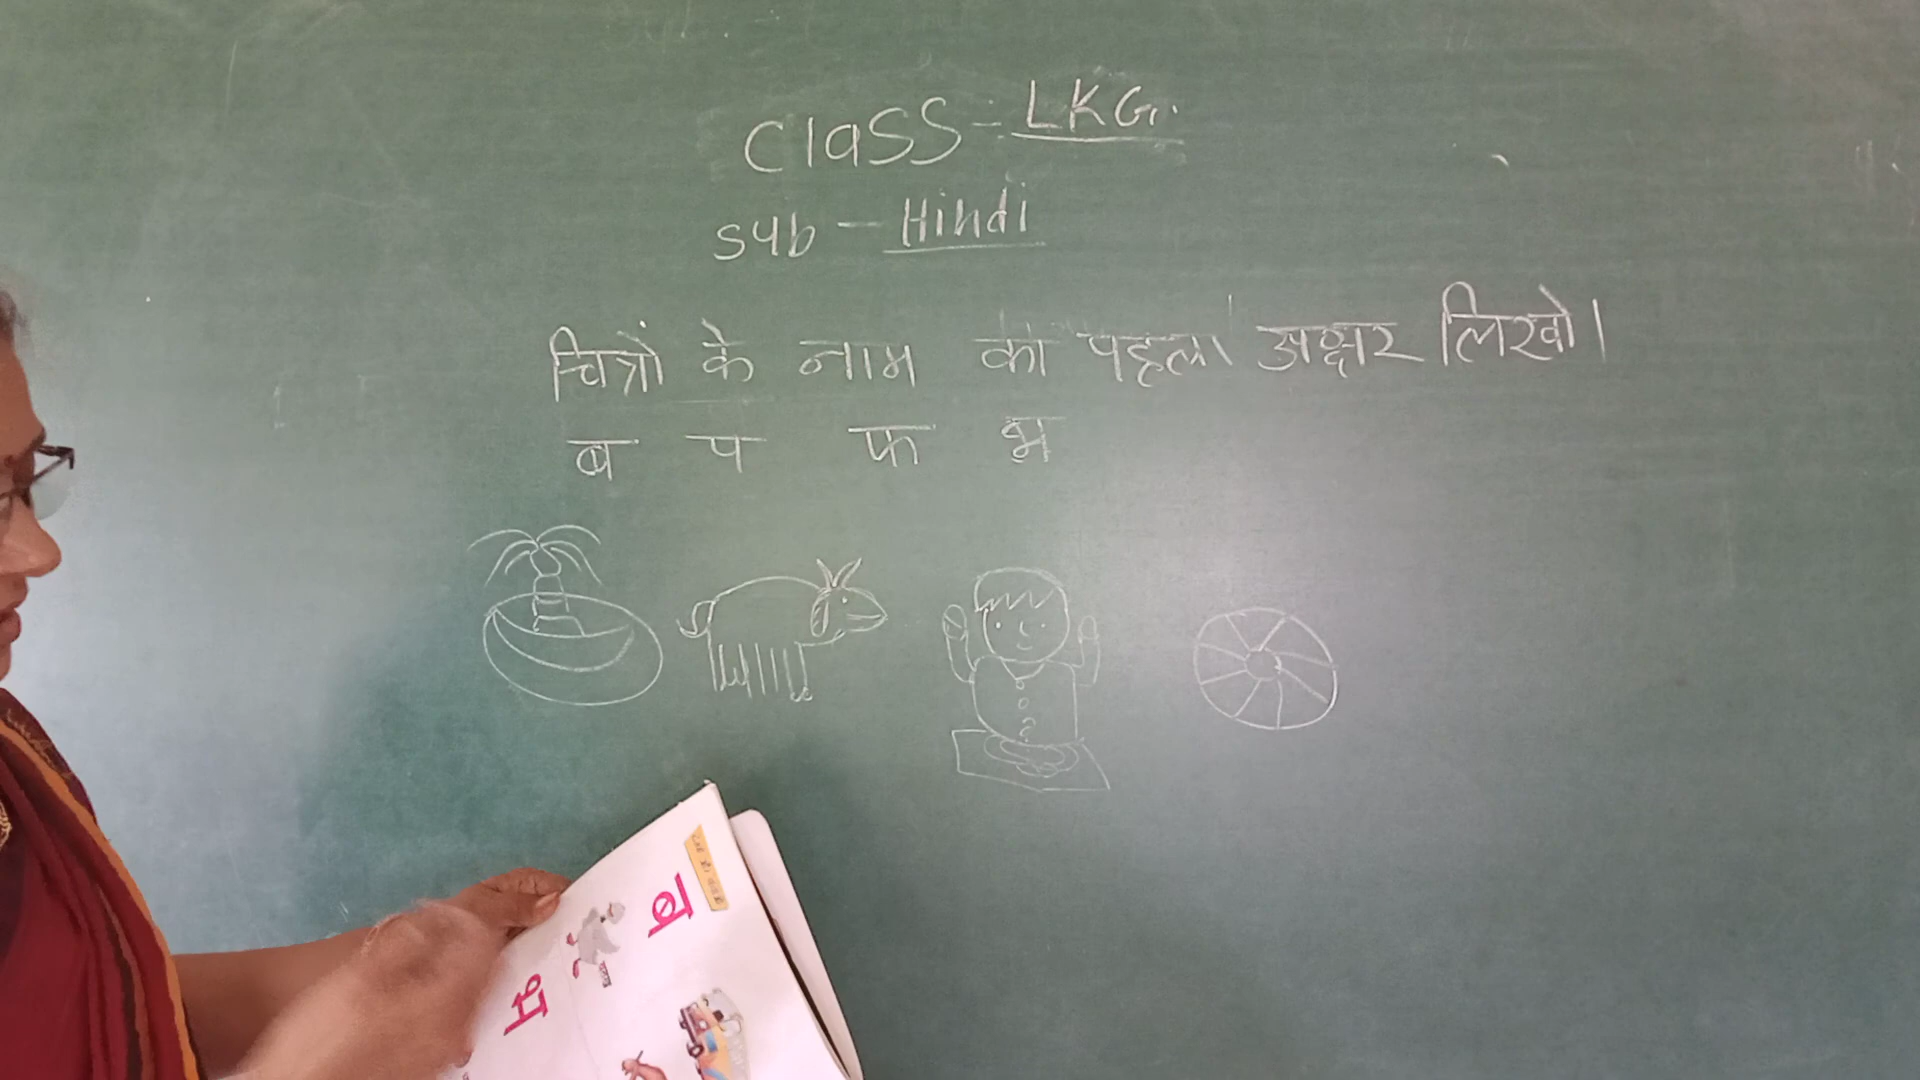 Class = LKG.
Sub - Hindi
चित्रों के नाम का पहला अक्षर लिखो।
ब प फ भ
ब
भ